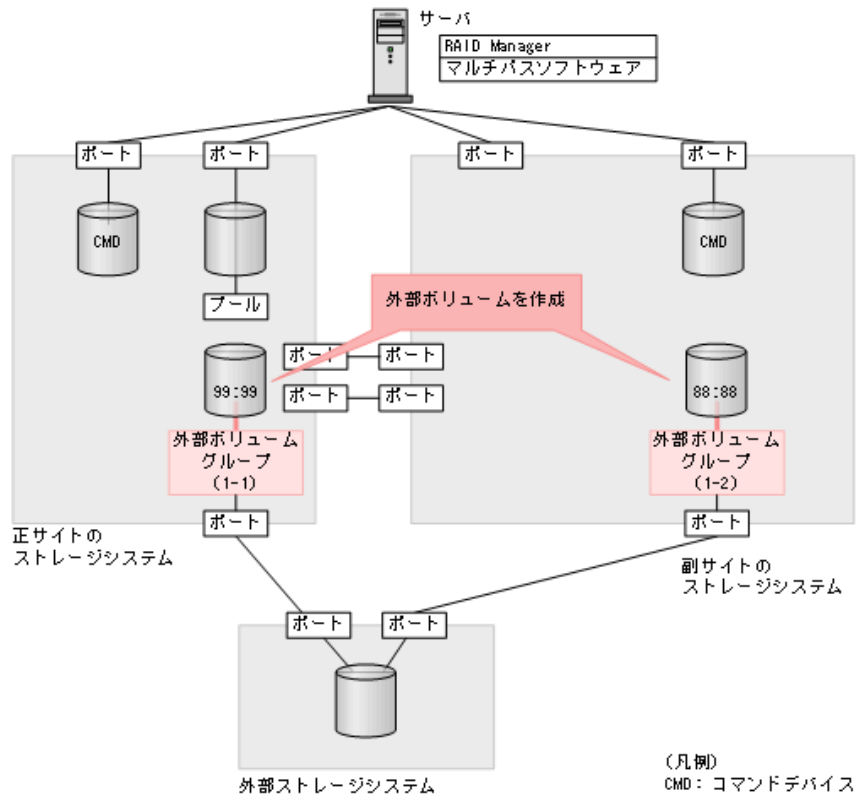 サーバ
RAID Manager
マルチパスソフトウェア
ポート
ポート
ポート
ポート
CMD
CMD
プール
外部ボリュームを作成
ポート
ポート
99:99
88:88
ポート
ポート
外部ボリューム
グループ
(1-1)
外部ボリューム
グループ
(1-2)
ポート
ポート
正サイトの
ストレージシステム
副サイトの
ストレージシステム
ポート
ポート
外部ストレージシステム
(凡例)
CMD: コマンドデバイス